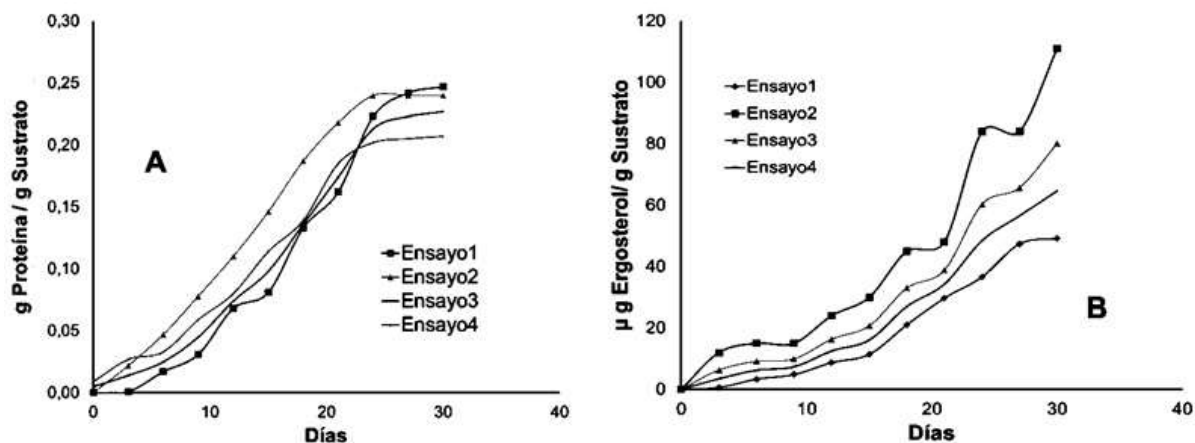 0,30
0,25
0,20
0,15
0,10
0,05
0,00
g Proteína / g Sustrato
A
Ensayo1
Ensayo2
Ensayo3
Ensayo4
0 10 20 30 40
Días
120
100
80
60
40
20
0
µ g Ergosterol/ g Sustrato
Ensayo1
Ensayo2
Ensayo3
Ensayo4
B
0 10 20 30 40
Días